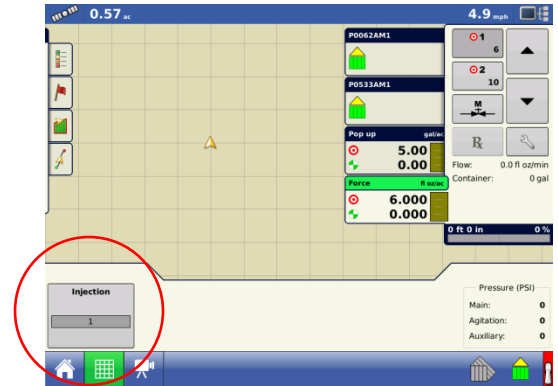 0.57 ac
4.9 mph
P0062AM1
P0533AM1
Pop up gal/ac
5.00
0.00
Force fl oz/ac
6.000
0.000
1
6
2
10
M
Rx
Flow: 0.0 fl oz/min
Container: 0 gal
0 ft 0 in 0 %
Injection
1
Pressure (PSI)
Main: 0
Agitation: 0
Auxiliary: 0